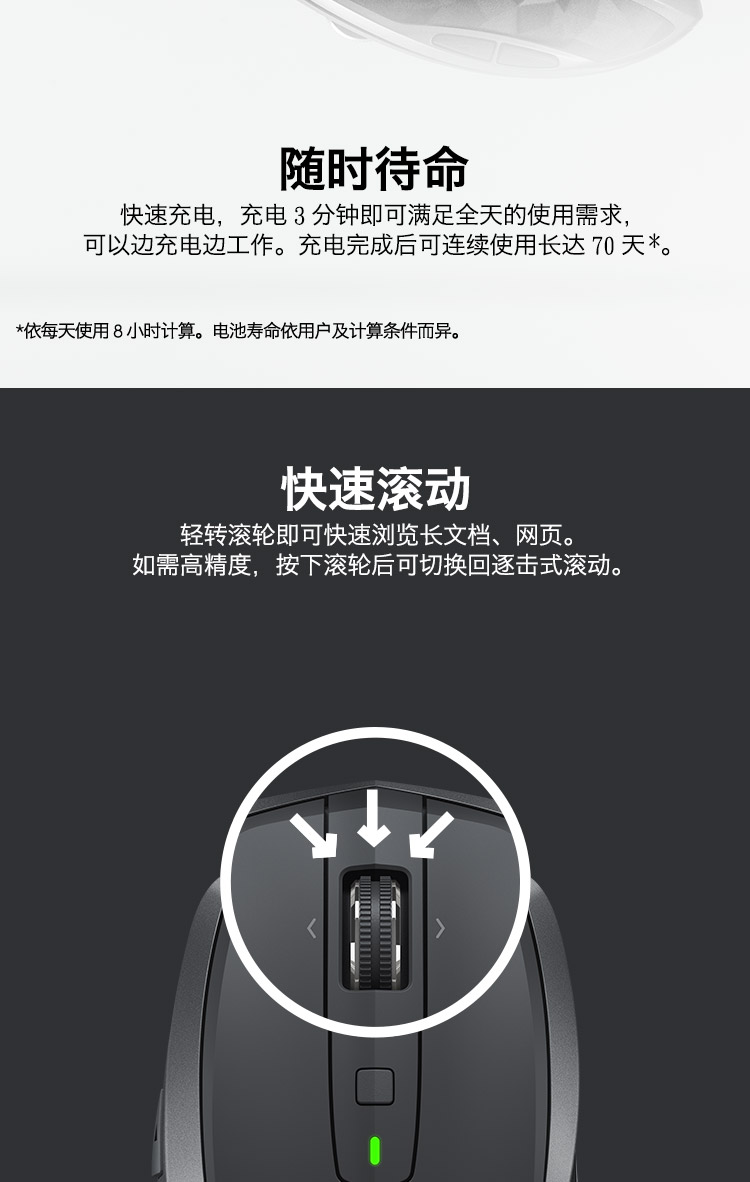 随时待命
快速充电，充电 3 分钟即可满足全天的使用需求，
可以边充电边工作。充电完成后可连续使用长达 70 天*。
*依每天使用 8 小时计算。电池寿命依用户及计算条件而异。
快速滚动
轻转滚轮即可快速浏览长文档、网页。
如需高精度，按下滚轮后可切换回逐击式滚动。